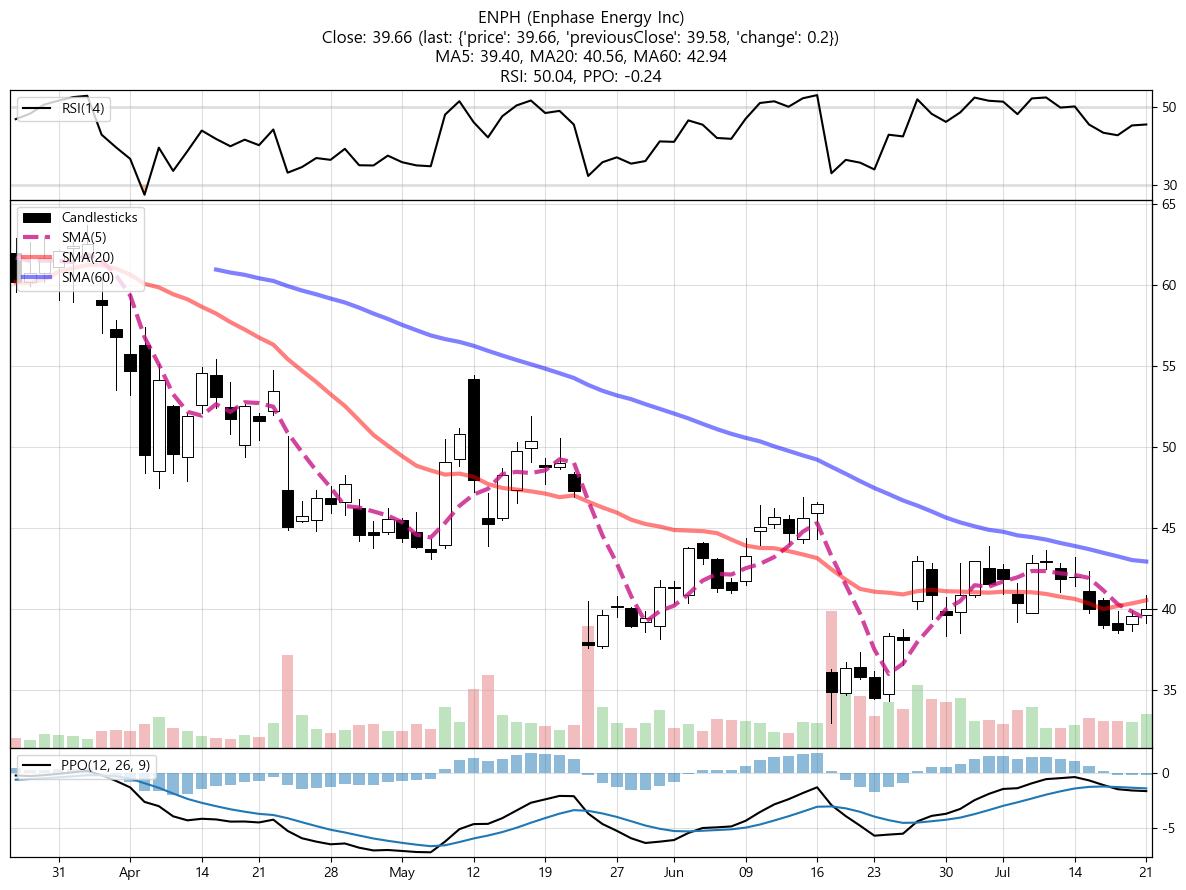 ENPH (Enphase Energy Inc)
Close: 39.66 (last: {'price': 39.66, 'previousClose': 39.58, 'change': 0.2})
MA5: 39.40, MA20: 40.56, MA60: 42.94
RSI: 50.04, PPO: -0.24
RSI(14)
50
30
Candlesticks
SMA(5)
SMA(20)
SMA(60)
65
60
55
50
45
40
35
PPO(12, 26, 9)
0
-5
31 Apr 14 21 28 May 12 19 27 Jun 09 16 23 30 Jul 14 21